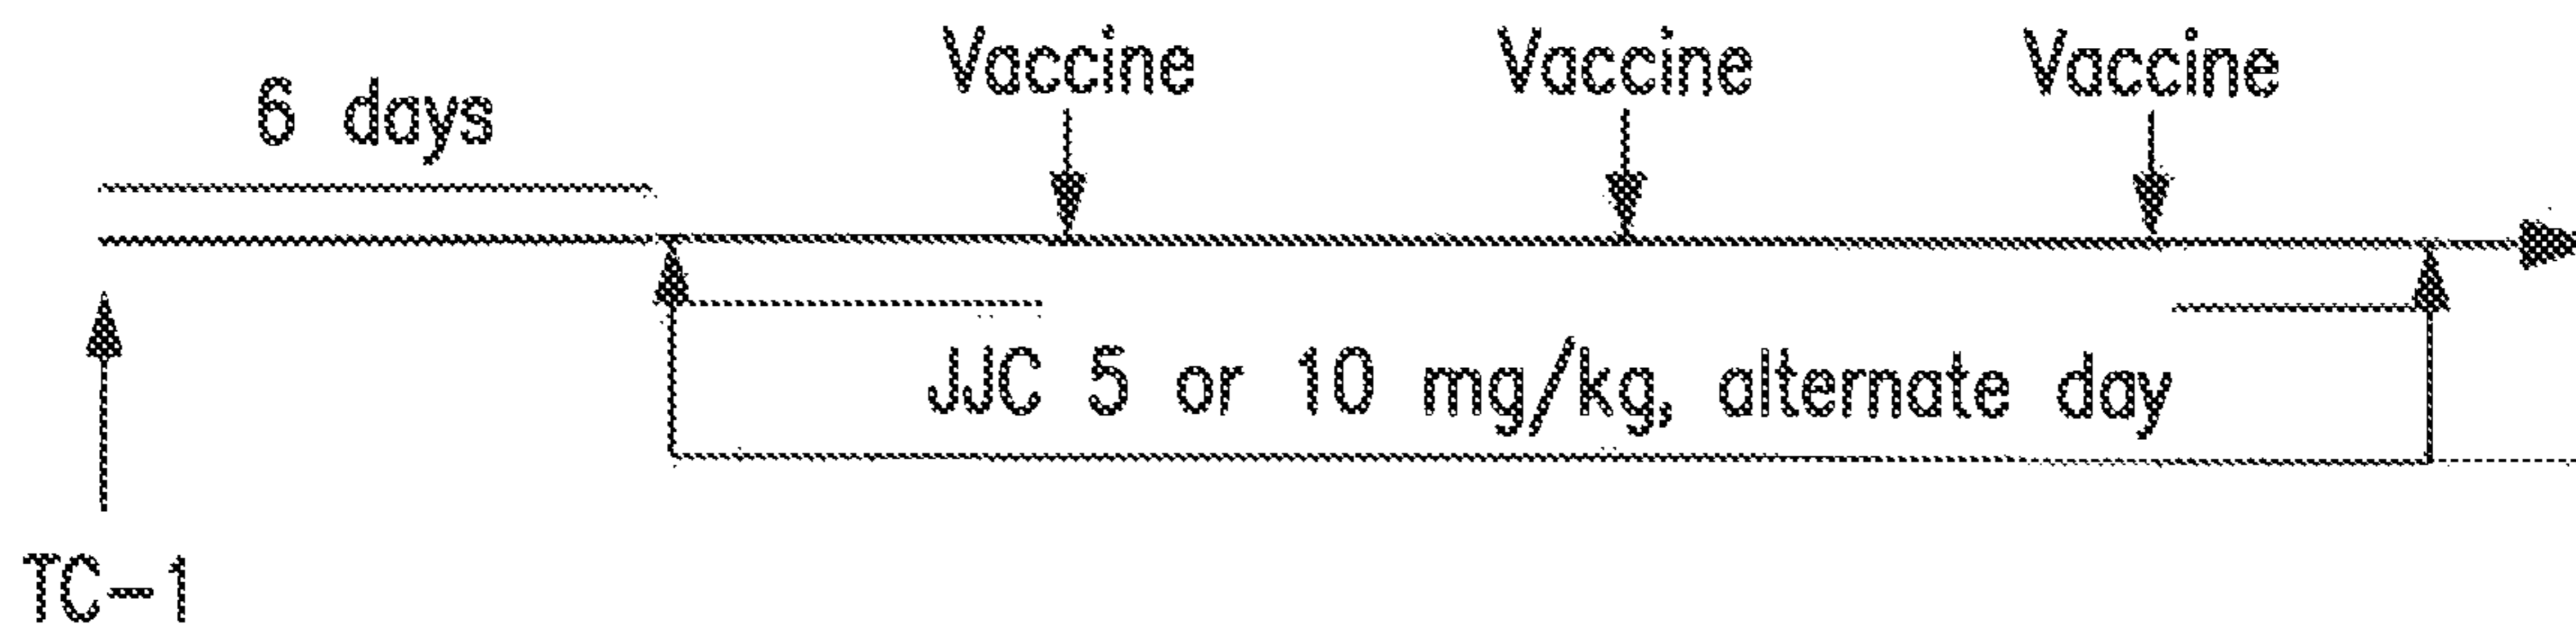 Vaccine Vaccine Vaccine
6 days
JJC 5 or 10 mg/kg, alternate day
TC-1